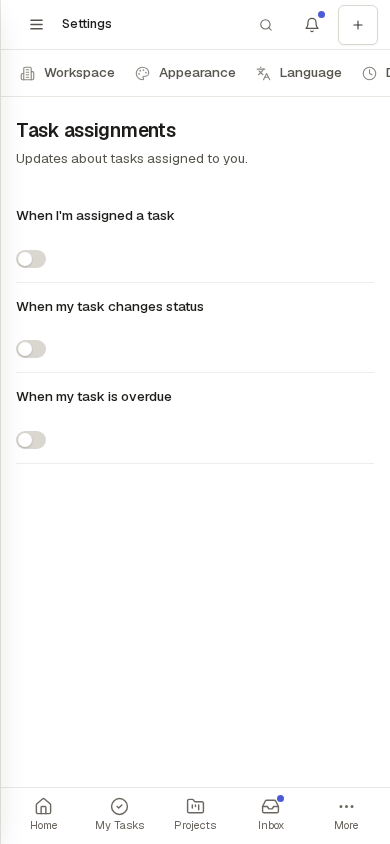 Settings
Workspace
Appearance
Language
Task assignments
Updates about tasks assigned to you.
When I'm assigned a task
When my task changes status
When my task is overdue
Home
My Tasks
Projects
Inbox
More